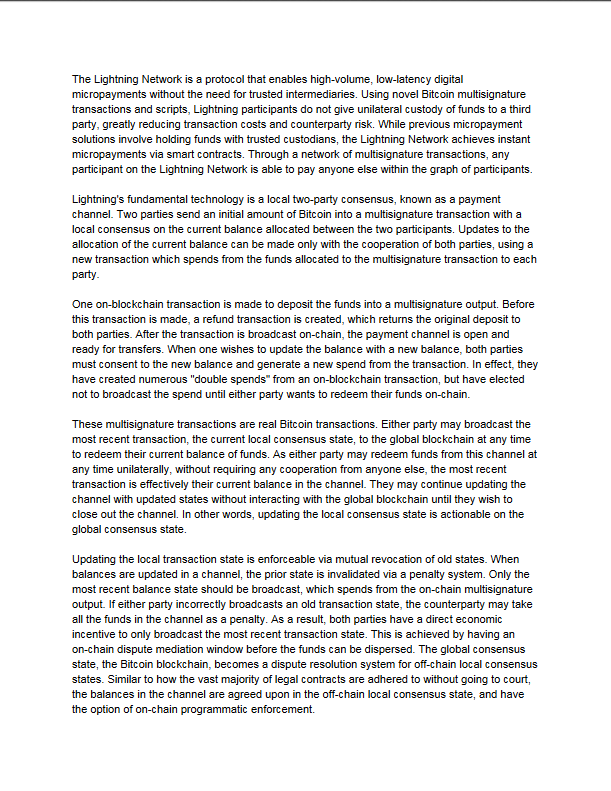 The Lightning Network is a protocol that enables high-volume, low-latency digital
micropayments without the need for trusted intermediaries. Using novel Bitcoin multisignature
transactions and scripts, Lightning participants do not give unilateral custody of funds to a third
party, greatly reducing transaction costs and counterparty risk. While previous micropayment
solutions involve holding funds with trusted custodians, the Lightning Network achieves instant
micropayments via smart contracts. Through a network of multisignature transactions, any
participant on the Lightning Network is able to pay anyone else within the graph of participants.
Lightning's fundamental technology is a local two-party consensus, known as a payment
channel. Two parties send an initial amount of Bitcoin into a multisignature transaction with a
local consensus on the current balance allocated between the two participants. Updates to the
allocation of the current balance can be made only with the cooperation of both parties, using a
new transaction which spends from the funds allocated to the multisignature transaction to each
party.
One on-blockchain transaction is made to deposit the funds into a multisignature output. Before
this transaction is made, a refund transaction is created, which returns the original deposit to
both parties. After the transaction is broadcast on-chain, the payment channel is open and
ready for transfers. When one wishes to update the balance with a new balance, both parties
must consent to the new balance and generate a new spend from the transaction. In effect, they
have created numerous "double spends" from an on-blockchain transaction, but have elected
not to broadcast the spend until either party wants to redeem their funds on-chain.
These multisignature transactions are real Bitcoin transactions. Either party may broadcast the
most recent transaction, the current local consensus state, to the global blockchain at any time
to redeem their current balance of funds. As either party may redeem funds from this channel at
any time unilaterally, without requiring any cooperation from anyone else, the most recent
transaction is effectively their current balance in the channel. They may continue updating the
channel with updated states without interacting with the global blockchain until they wish to
close out the channel. In other words, updating the local consensus state is actionable on the
global consensus state.
Updating the local transaction state is enforceable via mutual revocation of old states. When
balances are updated in a channel, the prior state is invalidated via a penalty system. Only the
most recent balance state should be broadcast, which spends from the on-chain multisignature
output. If either party incorrectly broadcasts an old transaction state, the counterparty may take
all the funds in the channel as a penalty. As a result, both parties have a direct economic
incentive to only broadcast the most recent transaction state. This is achieved by having an
on-chain dispute mediation window before the funds can be dispersed. The global consensus
state, the Bitcoin blockchain, becomes a dispute resolution system for off-chain local consensus
states. Similar to how the vast majority of legal contracts are adhered to without going to court,
the balances in the channel are agreed upon in the off-chain local consensus state, and have
the option of on-chain programmatic enforcement.